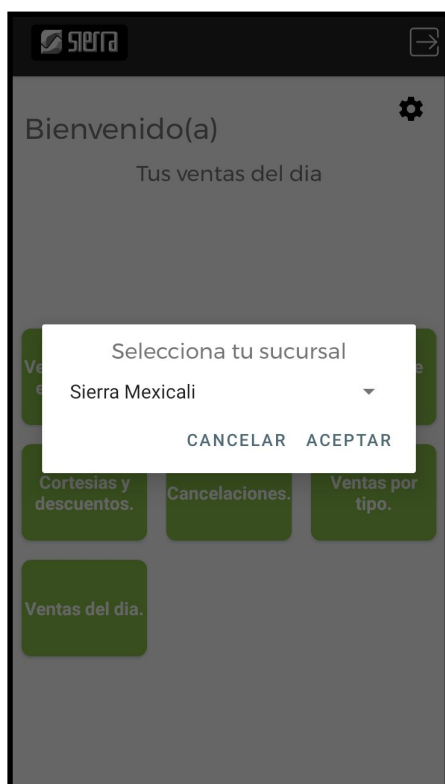 sierra
Bienvenido(a)
Tus ventas del dia
Selecciona tu sucursal
Sierra Mexicali
CANCELAR ACEPTAR
Cortesias y
descuentos.
Cancelaciones.
Ventas por
tipo.
Ventas del dia.